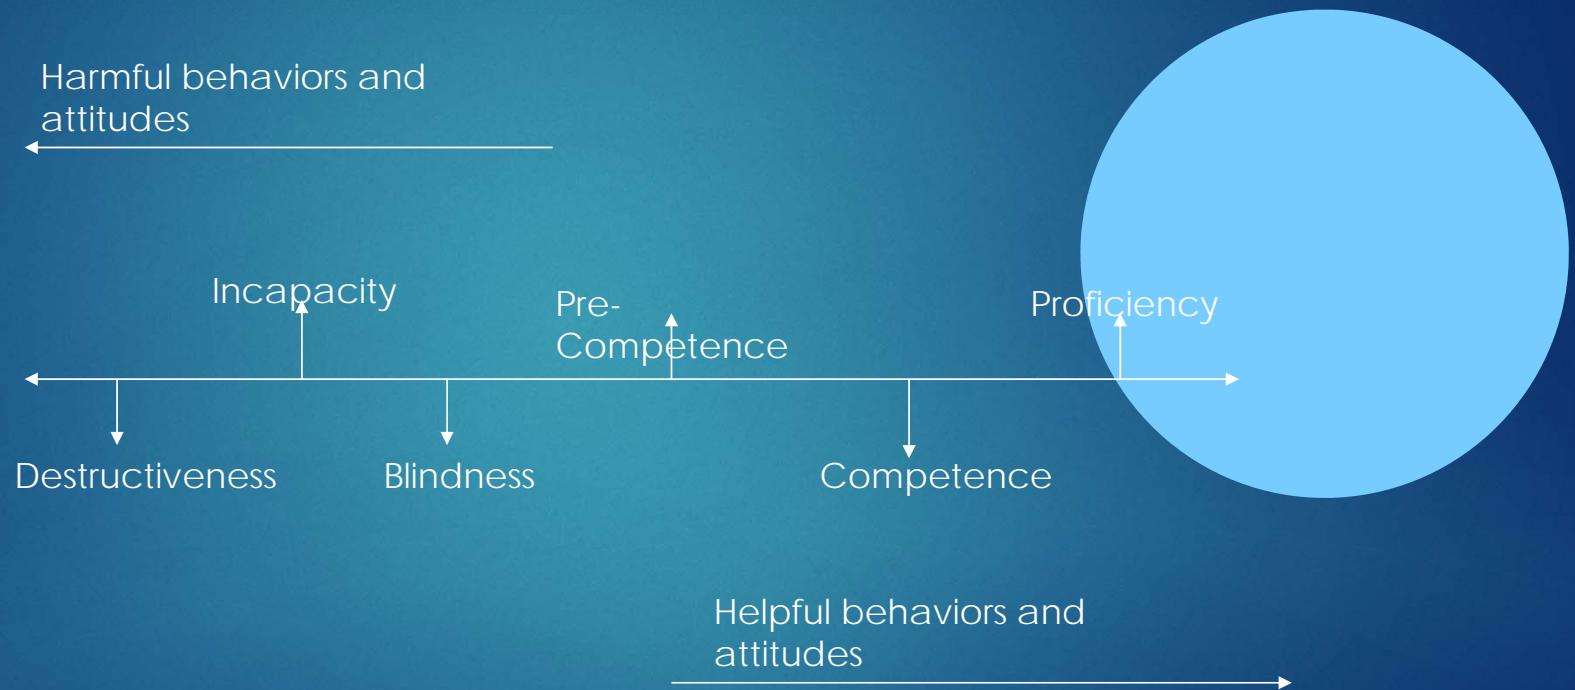 Harmful behaviors and
attitudes
Incapacity
Pre-
Competence
Proficiency
Destructiveness
Blindness
Competence
Helpful behaviors and
attitudes